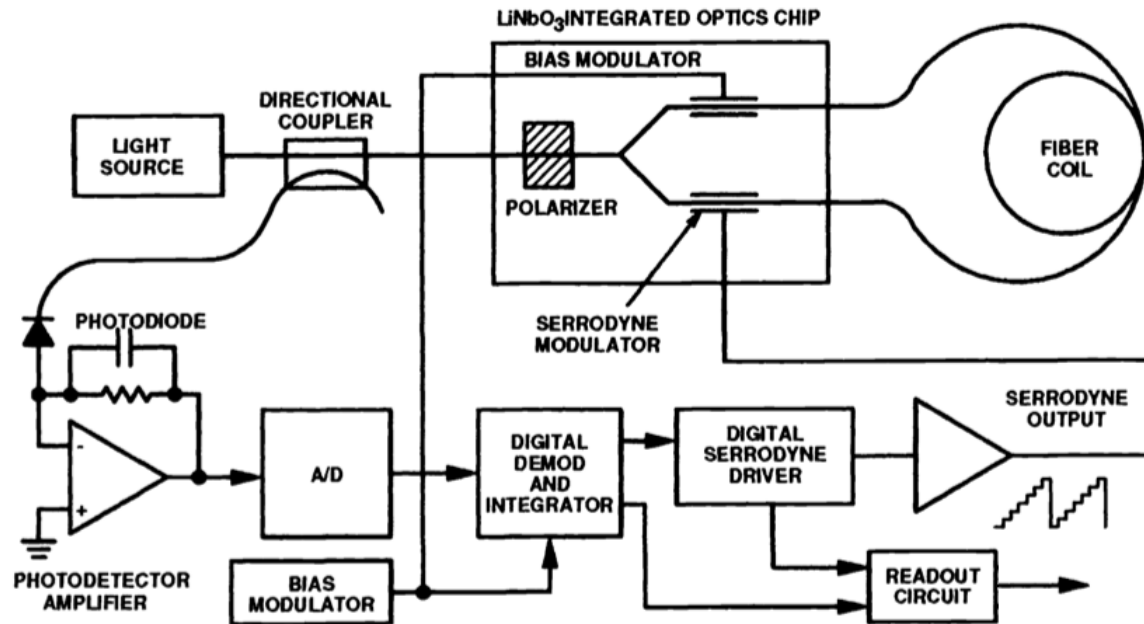 LiNbO3INTEGRATED OPTICS CHIP
BIAS MODULATOR
DIRECTIONAL
COUPLER
LIGHT
SOURCE
FIBER
COIL
POLARIZER
PHOTODIODE
SERRODYNE
MODULATOR
SERRODYNE
OUTPUT
-
+
A/D
DIGITAL
DEMOD
AND
INTEGRATOR
DIGITAL
SERRODYNE
DRIVER
PHOTODETECTOR
AMPLIFIER
BIAS
MODULATOR
READOUT
CIRCUIT